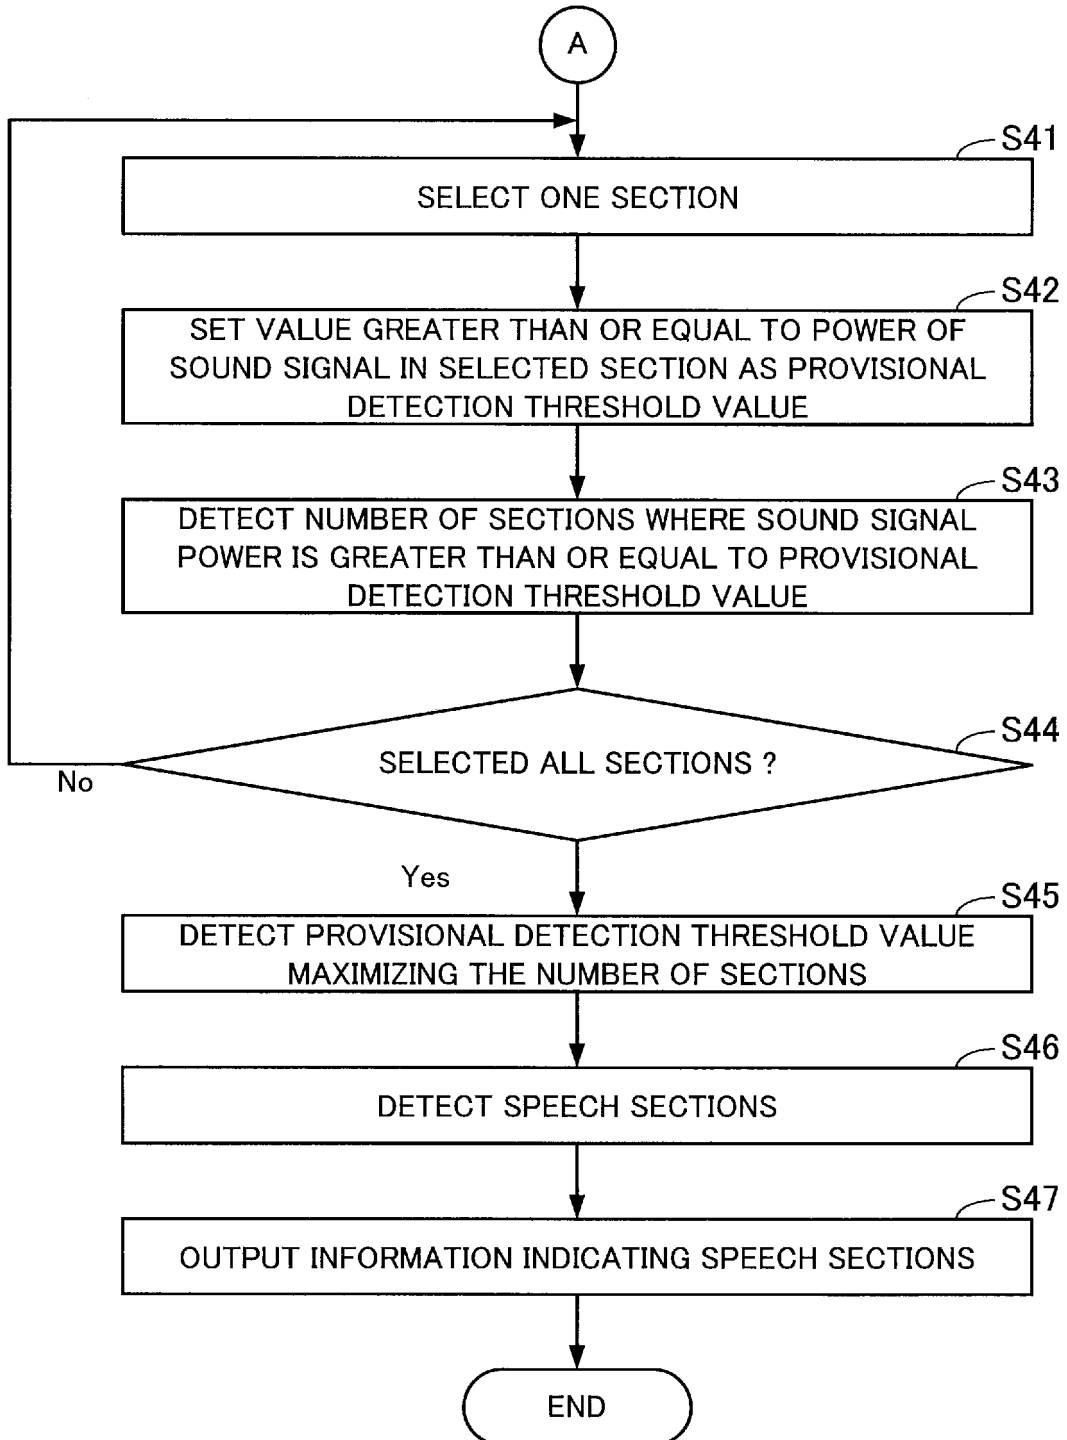 A
S41
SELECT ONE SECTION
S42
SET VALUE GREATER THAN OR EQUAL TO POWER OF
SOUND SIGNAL IN SELECTED SECTION AS PROVISIONAL
DETECTION THRESHOLD VALUE
S43
DETECT NUMBER OF SECTIONS WHERE SOUND SIGNAL
POWER IS GREATER THAN OR EQUAL TO PROVISIONAL
DETECTION THRESHOLD VALUE
S44
SELECTED ALL SECTIONS ?
No
Yes
S45
DETECT PROVISIONAL DETECTION THRESHOLD VALUE
MAXIMIZING THE NUMBER OF SECTIONS
S46
DETECT SPEECH SECTIONS
S47
OUTPUT INFORMATION INDICATING SPEECH SECTIONS
END